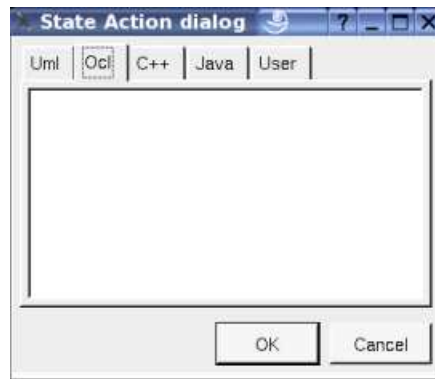 State Action dialog ? _ □ X
Uml Ocl C++ Java User
OK Cancel